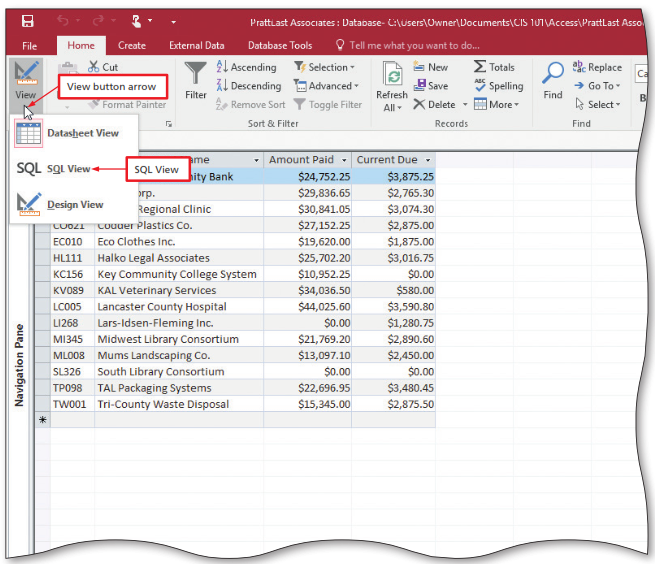 PrattLast Associates : Database- C:\Users\Owner\Documents\CIS 101\Access\PrattLast Asso
File Home Create External Data Database Tools Tell me what you want to do...
View
Cut
Format Painter
View button arrow
Filter
Ascending
Descending
Remove Sort
Selection
Advanced
Toggle Filter
Sort & Filter
Refresh
All
New
Save
Delete
Totals
Spelling
More
Records
Find
Replace
Go To
Select
Find
Ca
B
Datasheet View
SQL SQL View
SQL View
Design View
Navigation Pane
me Amount Paid Current Due
nity Bank $24,752.25 $3,875.25
orp. $29,836.65 $2,765.30
Regional Clinic $30,841.05 $3,074.30
CO621 Codder Plastics Co. $27,152.25 $2,875.00
EC010 Eco Clothes Inc. $19,620.00 $1,875.00
HL111 Halko Legal Associates $25,702.20 $3,016.75
KC156 Key Community College System $10,952.25 $0.00
KV089 KAL Veterinary Services $34,036.50 $580.00
LC005 Lancaster County Hospital $44,025.60 $3,590.80
LI268 Lars-Idsen-Fleming Inc. $0.00 $1,280.75
MI345 Midwest Library Consortium $21,769.20 $2,890.60
ML008 Mums Landscaping Co. $13,097.10 $2,450.00
SL326 South Library Consortium $0.00 $0.00
TP098 TAL Packaging Systems $22,696.95 $3,480.45
TW001 Tri-County Waste Disposal $15,345.00 $2,875.50